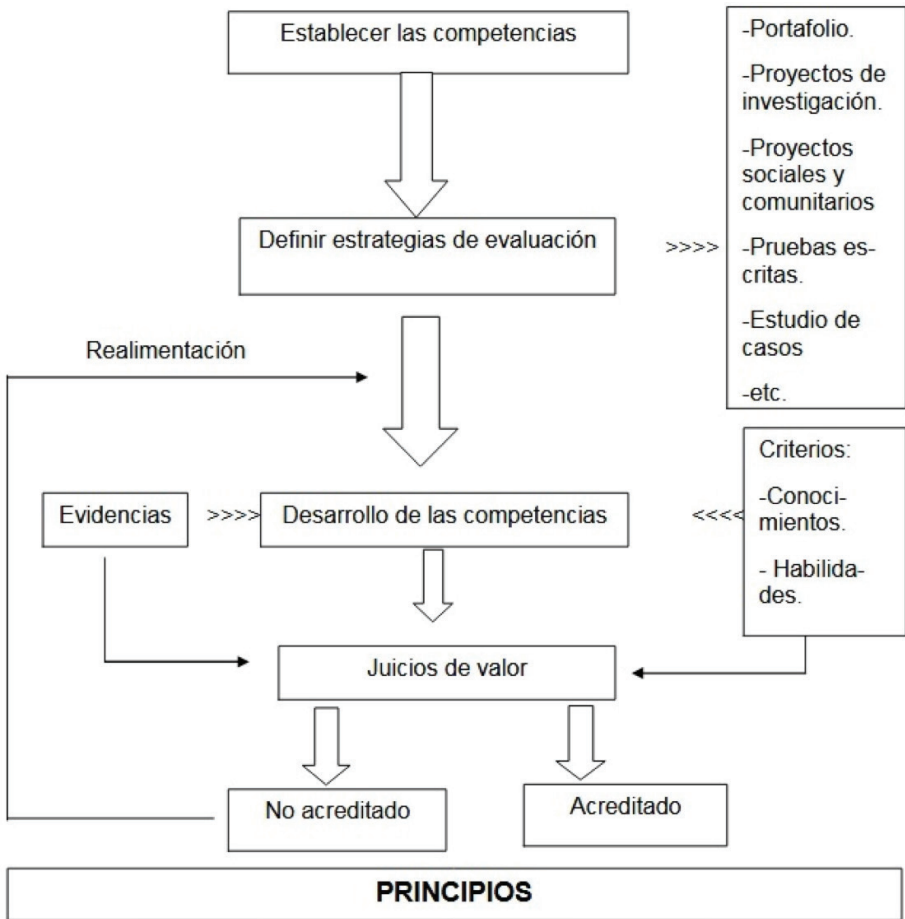 Establecer las competencias
-Portafolio.
-Proyectos de
investigación.
-Proyectos
sociales y
comunitarios
-Pruebas es-
critas.
-Estudio de
casos
-etc.
Definir estrategias de evaluación
>>>>
Realimentación
Criterios:
-Conoci-
mientos.
- Habilida-
des.
Evidencias
>>>>
Desarrollo de las competencias
<<<<
Juicios de valor
No acreditado
Acreditado
PRINCIPIOS